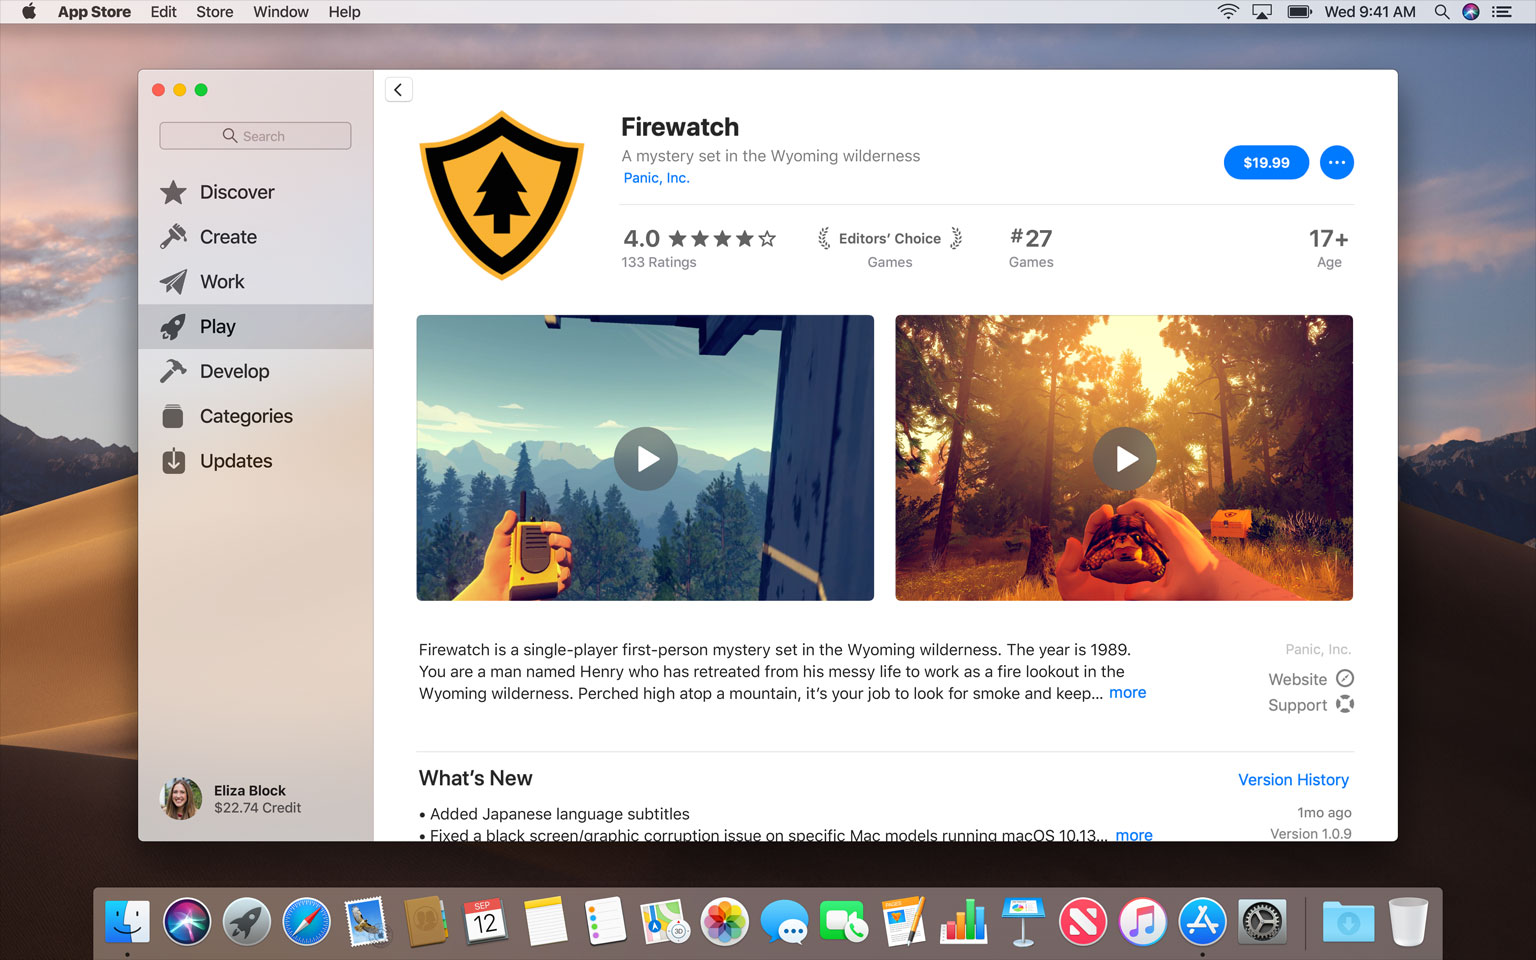 App Store Edit Store Window Help
Wed 9:41 AM
Search
Discover
Create
Work
Play
Develop
Categories
Updates
Eliza Block
$22.74 Credit
Firewatch
A mystery set in the Wyoming wilderness
Panic, Inc.
$19.99
4.0
133 Ratings
Editors’ Choice
Games
#27
Games
17+
Age
Firewatch is a single-player first-person mystery set in the Wyoming wilderness. The year is 1989.
You are a man named Henry who has retreated from his messy life to work as a fire lookout in the
Wyoming wilderness. Perched high atop a mountain, it’s your job to look for smoke and keep... more
Panic, Inc.
Website
Support
What’s New
Version History
• Added Japanese language subtitles
1mo ago
• Fixed a black screen/graphic corruption issue on specific Mac models running macOS 10.13... more
Version 1.0.9
SEP
12
3D
PAGES